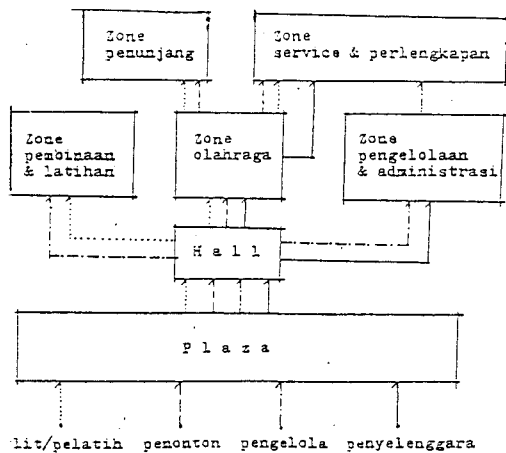 Zone
penunjang
Zone
service & perlengkapan
Zone
pembinaan
& latihan
Zone
olahraga
Zone
pengelolaan
& administrasi
H a l l
P l a z a
lit/pelatih penonton pengelola penyelenggara